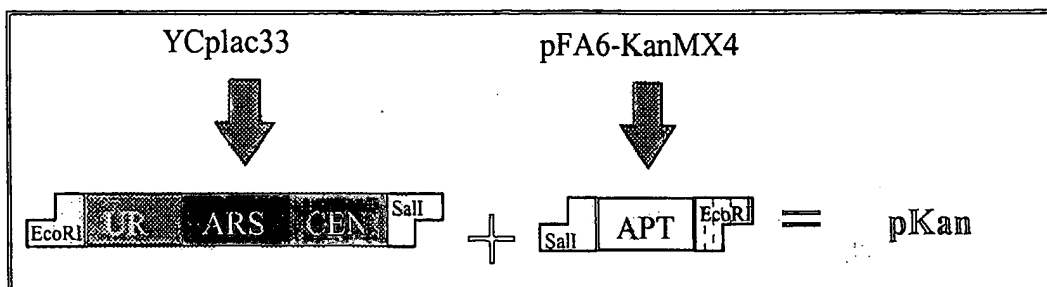 YCplac33 pFA6-KanMX4
EcoRI UR ARS CEN SalI + SalI APT EcoRI = pKan